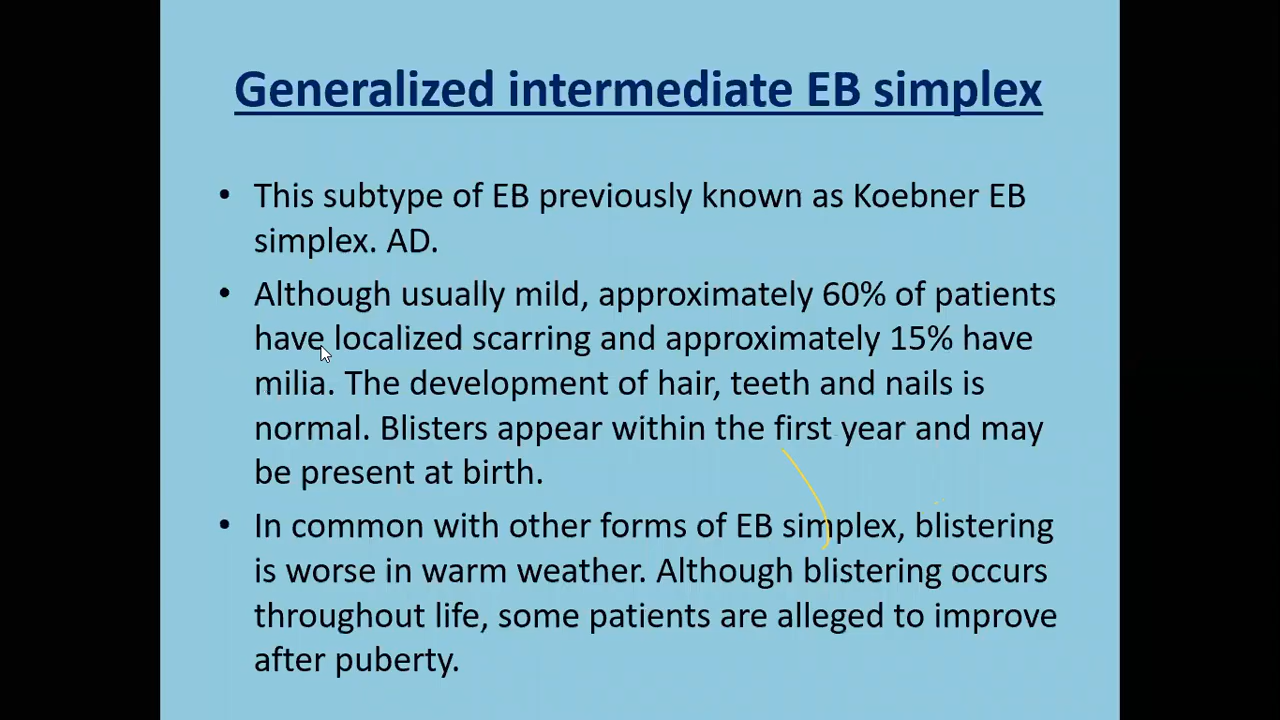 Generalized intermediate EB simplex
• This subtype of EB previously known as Koebner EB
simplex. AD.
• Although usually mild, approximately 60% of patients
have localized scarring and approximately 15% have
milia. The development of hair, teeth and nails is
normal. Blisters appear within the first year and may
be present at birth.
• In common with other forms of EB simplex, blistering
is worse in warm weather. Although blistering occurs
throughout life, some patients are alleged to improve
after puberty.